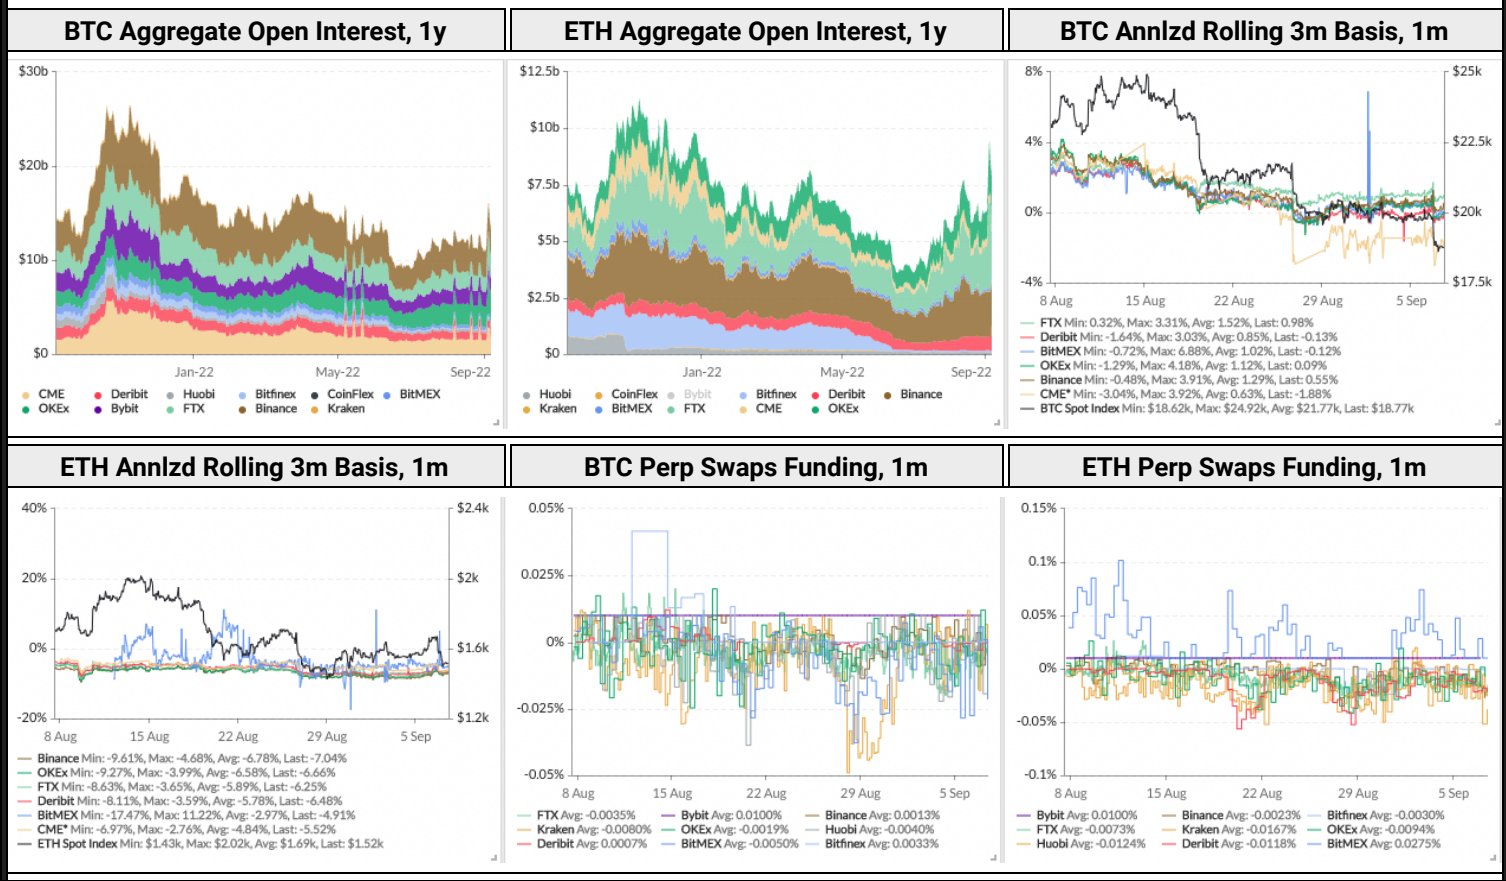 BTC Aggregate Open Interest, 1y
$30b
$20b
$10b
$0
Jan-22 May-22 Sep-22
CME Deribit Huobi Bitfinex CoinFlex BitMEX
OKEx Bybit FTX Binance Kraken
ETH Aggregate Open Interest, 1y
$12.5b
$10b
$7.5b
$5b
$2.5b
$0
Jan-22 May-22 Sep-22
Huobi CoinFlex Bybit Bitfinex Deribit Binance
Kraken BitMEX FTX CME OKEx
BTC Annlzd Rolling 3m Basis, 1m
8% $25k
4% $22.5k
0% $20k
-4% $17.5k
8 Aug 15 Aug 22 Aug 29 Aug 5 Sep
FTX Min: 0.32%, Max: 3.31%, Avg: 1.52%, Last: 0.98%
Deribit Min: -1.64%, Max: 3.03%, Avg: 0.85%, Last: -0.13%
BitMEX Min: -0.72%, Max: 6.88%, Avg: 1.02%, Last: -0.12%
OKEx Min: -1.29%, Max: 4.18%, Avg: 1.12%, Last: 0.09%
Binance Min: -0.48%, Max: 3.91%, Avg: 1.29%, Last: 0.55%
CME* Min: -3.04%, Max: 3.92%, Avg: 0.63%, Last: -1.88%
BTC Spot Index Min: $18.62k, Max: $24.92k, Avg: $21.77k, Last: $18.77k
ETH Annlzd Rolling 3m Basis, 1m
40% $2.4k
20% $2k
0% $1.6k
-20% $1.2k
8 Aug 15 Aug 22 Aug 29 Aug 5 Sep
Binance Min: -9.61%, Max: -4.68%, Avg: -6.78%, Last: -7.04%
OKEx Min: -9.27%, Max: -3.99%, Avg: -6.58%, Last: -6.66%
FTX Min: -8.63%, Max: -3.65%, Avg: -5.89%, Last: -6.25%
Deribit Min: -8.11%, Max: -3.59%, Avg: -5.78%, Last: -6.48%
BitMEX Min: -17.47%, Max: 11.22%, Avg: -2.97%, Last: -4.91%
CME* Min: -6.97%, Max: -2.76%, Avg: -4.84%, Last: -5.52%
ETH Spot Index Min: $1.43k, Max: $2.02k, Avg: $1.69k, Last: $1.52k
BTC Perp Swaps Funding, 1m
0.05%
0.025%
0%
-0.025%
-0.05%
8 Aug 15 Aug 22 Aug 29 Aug 5 Sep
FTX Avg: -0.0035% Bybit Avg: 0.0100% Binance Avg: 0.0013%
Kraken Avg: -0.0080% OKEx Avg: -0.0019% Huobi Avg: -0.0040%
Deribit Avg: 0.0007% BitMEX Avg: -0.0050% Bitfinex Avg: 0.0033%
ETH Perp Swaps Funding, 1m
0.15%
0.1%
0.05%
0%
-0.05%
-0.1%
8 Aug 15 Aug 22 Aug 29 Aug 5 Sep
Bybit Avg: 0.0100% Binance Avg: -0.0023% Bitfinex Avg: -0.0030%
FTX Avg: -0.0073% Kraken Avg: -0.0167% OKEx Avg: -0.0094%
Huobi Avg: -0.0124% Deribit Avg: -0.0118% BitMEX Avg: 0.0275%